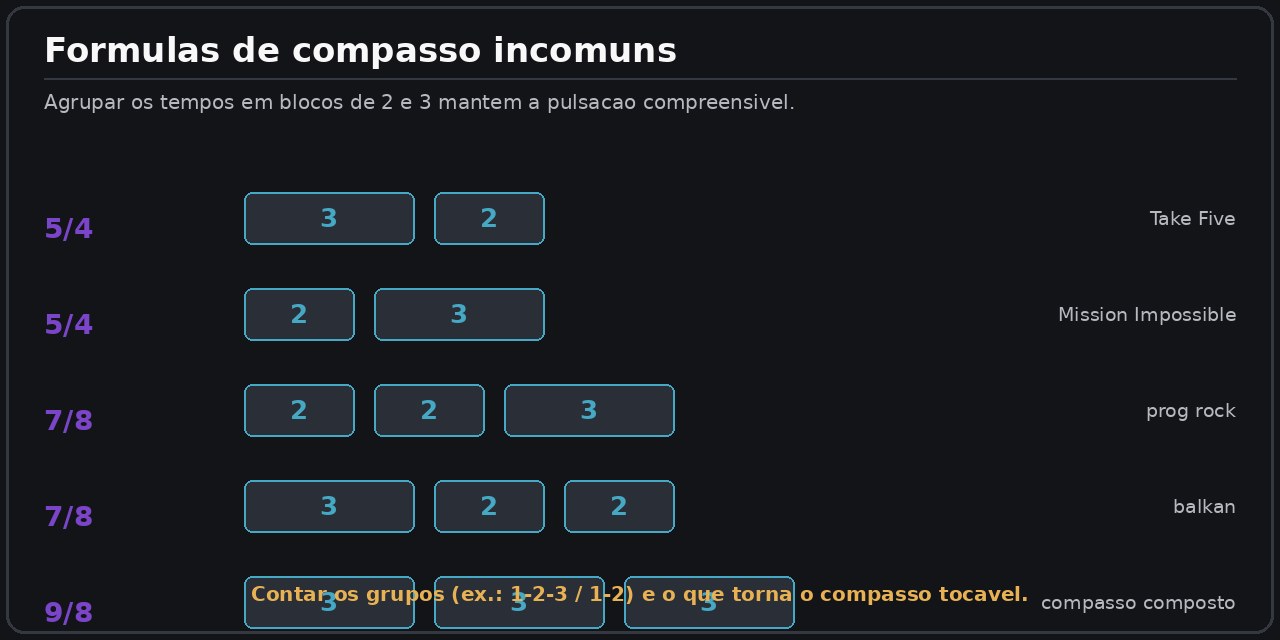 Formulas de compasso incomuns
Agrupar os tempos em blocos de 2 e 3 mantem a pulsacao compreensivel.
5/4 3 2 Take Five
5/4 2 3 Mission Impossible
7/8 2 2 3 prog rock
7/8 3 2 2 balkan
Contar os grupos (ex.: 1-2-3 / 1-2) e o que torna o compasso tocavel.
9/8 3 3 3 compasso composto